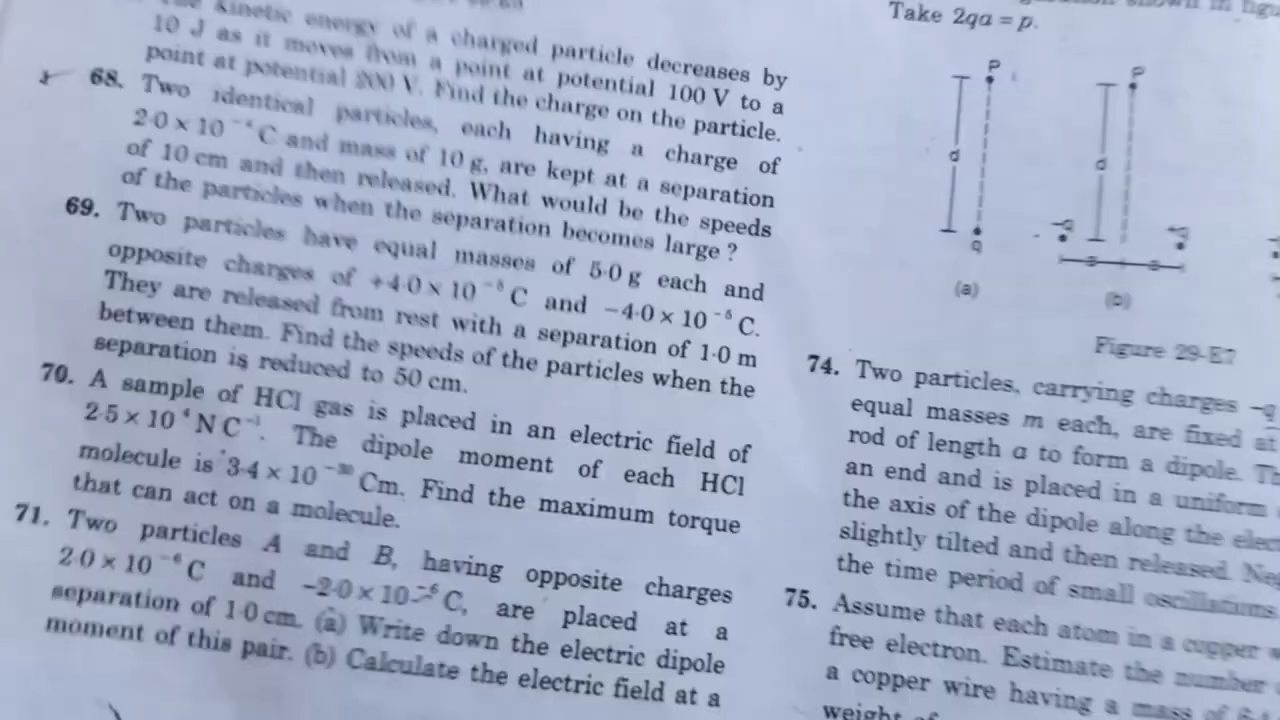 kinetic energy of a charged particle decreases by
10 J as it moves from a point at potential 100 V to a
point at potential 200 V. Find the charge on the particle.
68. Two identical particles, each having a charge of
2·0 × 10⁻⁴ C and mass of 10 g, are kept at a separation
of 10 cm and then released. What would be the speeds
of the particles when the separation becomes large ?
69. Two particles have equal masses of 5·0 g each and
opposite charges of +4·0 × 10⁻⁵ C and −4·0 × 10⁻⁵ C.
They are released from rest with a separation of 1·0 m
between them. Find the speeds of the particles when the
separation is reduced to 50 cm.
70. A sample of HCl gas is placed in an electric field of
2·5 × 10⁴ N C⁻¹. The dipole moment of each HCl
molecule is 3·4 × 10⁻³⁰ Cm. Find the maximum torque
that can act on a molecule.
71. Two particles A and B, having opposite charges
2·0 × 10⁻⁶ C and −2·0 × 10⁻⁶ C, are placed at a
separation of 1·0 cm. (a) Write down the electric dipole
moment of this pair. (b) Calculate the electric field at a
shown in
Take 2qa = p.
P
d
q
(a)
P
d
−q
−q
a a
(b)
Figure 29-E7
74. Two particles, carrying charges −q
equal masses m each, are fixed at
rod of length a to form a dipole.
an end and is placed in a uniform
the axis of the dipole along the
slightly tilted and then released.
the time period of small oscillations.
75. Assume that each atom in a copper
free electron. Estimate the number
a copper wire having a mass of
weight of